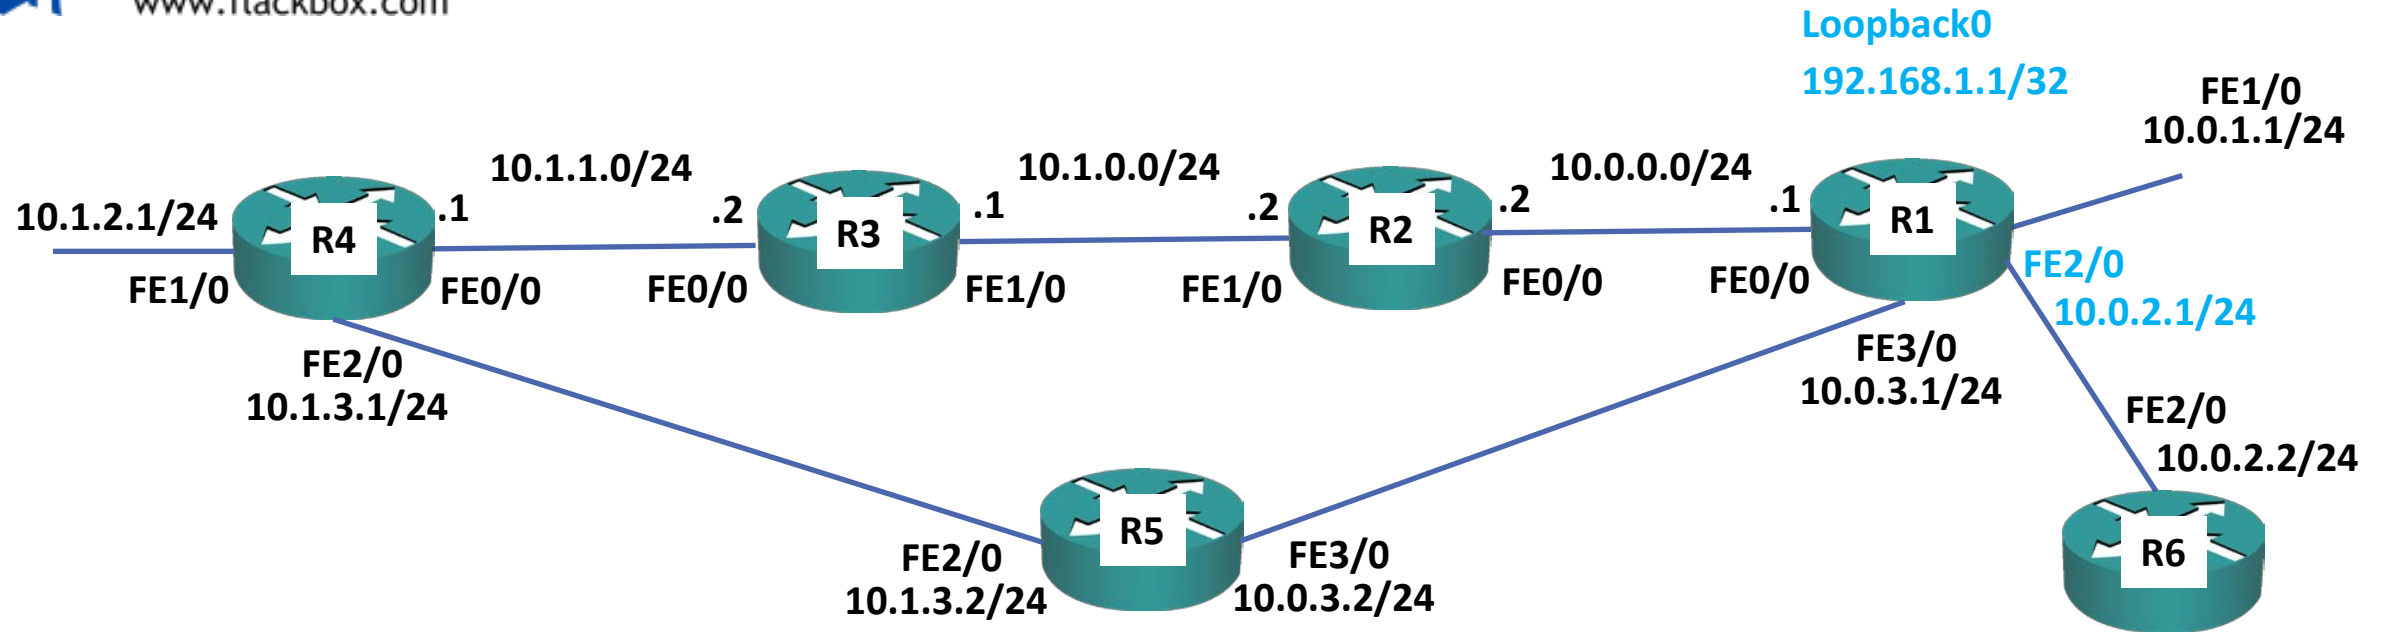 www.flackbox.com
Loopback0
192.168.1.1/32
FE1/0
10.0.1.1/24
10.1.1.0/24
10.1.0.0/24
10.0.0.0/24
10.1.2.1/24
.1
.2
.1
.2
.2
.1
R4
R3
R2
R1
FE1/0
FE0/0
FE0/0
FE1/0
FE1/0
FE0/0
FE0/0
FE2/0
10.0.2.1/24
FE2/0
10.1.3.1/24
FE3/0
10.0.3.1/24
FE2/0
10.0.2.2/24
R5
R6
FE2/0
10.1.3.2/24
FE3/0
10.0.3.2/24